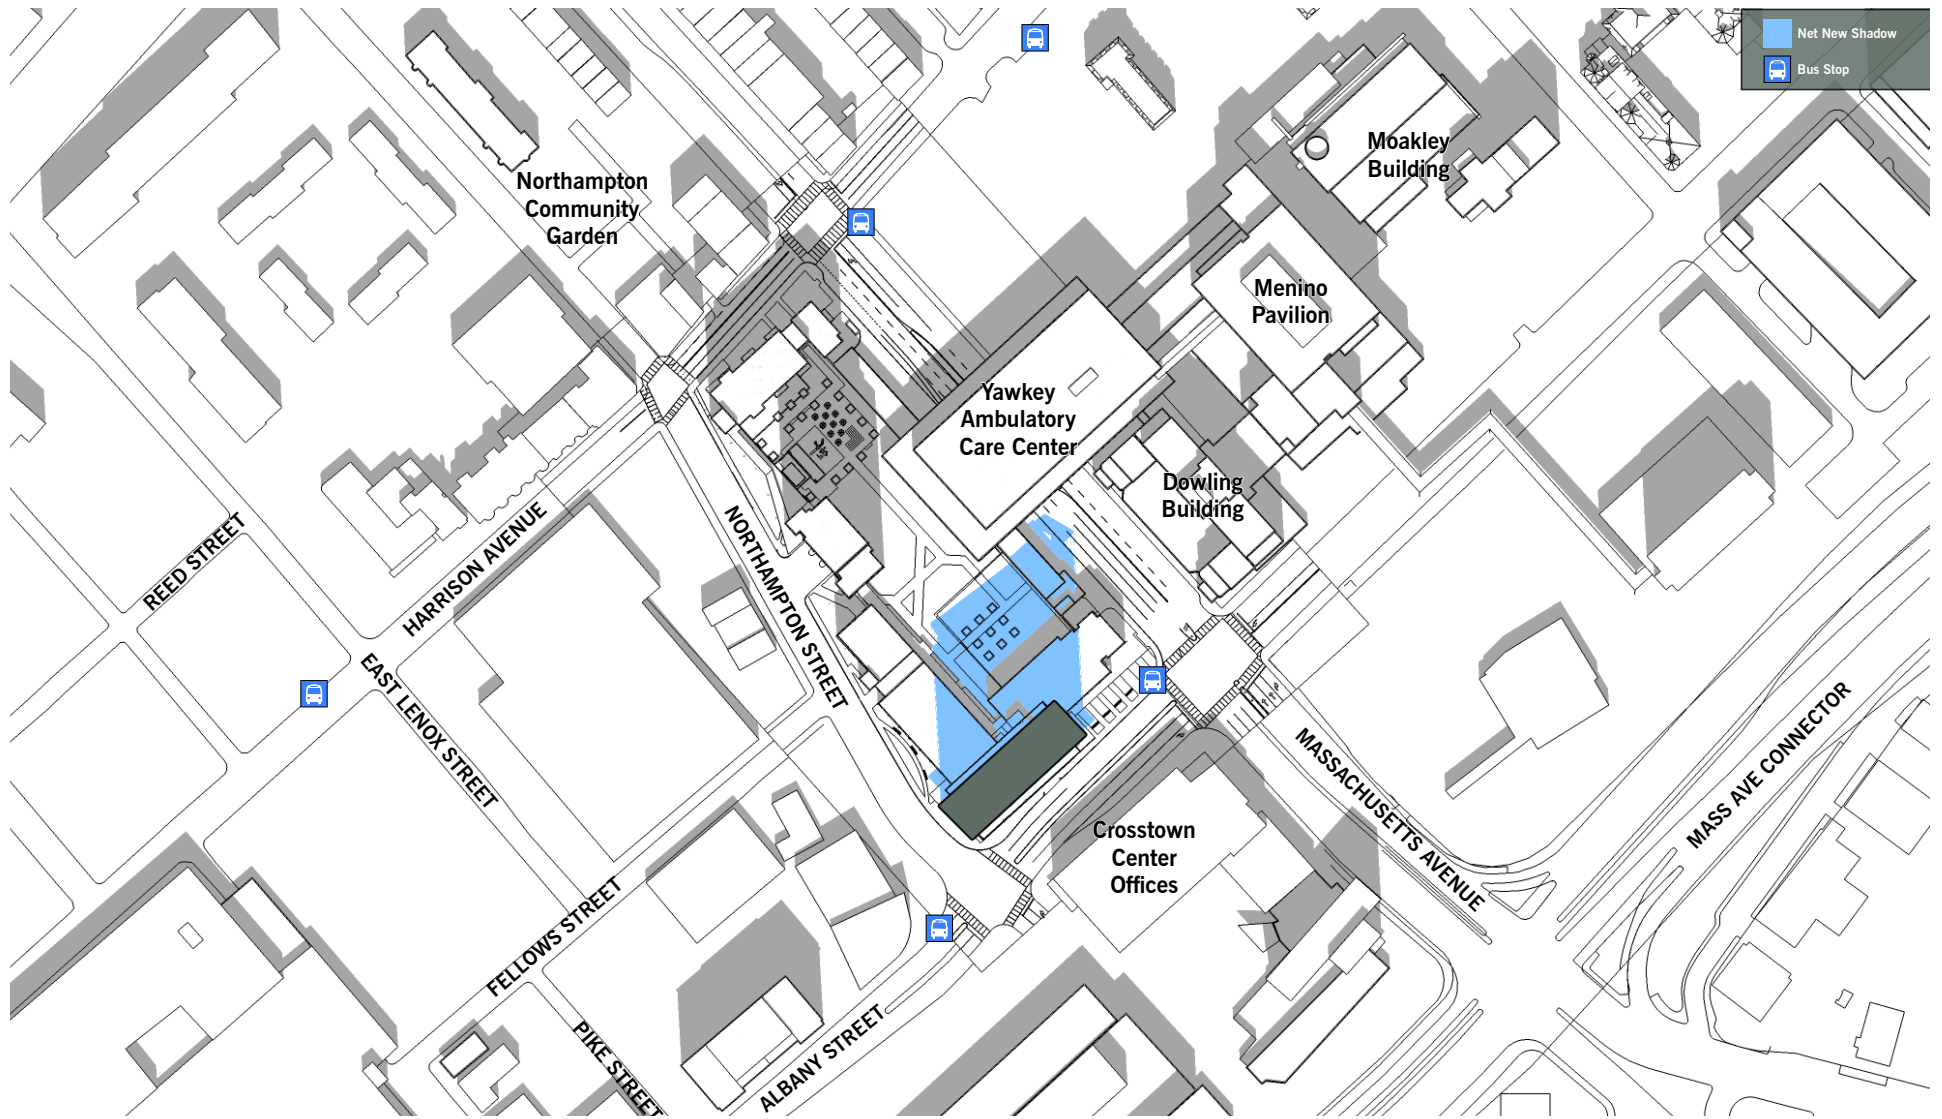 Net New Shadow
Bus Stop
Moakley
Building
Northampton
Community
Garden
Menino
Pavilion
Yawkey
Ambulatory
Care Center
Dowling
Building
REED STREET
HARRISON AVENUE
NORTHAMPTON STREET
EAST LENOX STREET
MASSACHUSETTS AVENUE
MASS AVE CONNECTOR
Crosstown
Center
Offices
FELLOWS STREET
PIKE STREET
ALBANY STREET